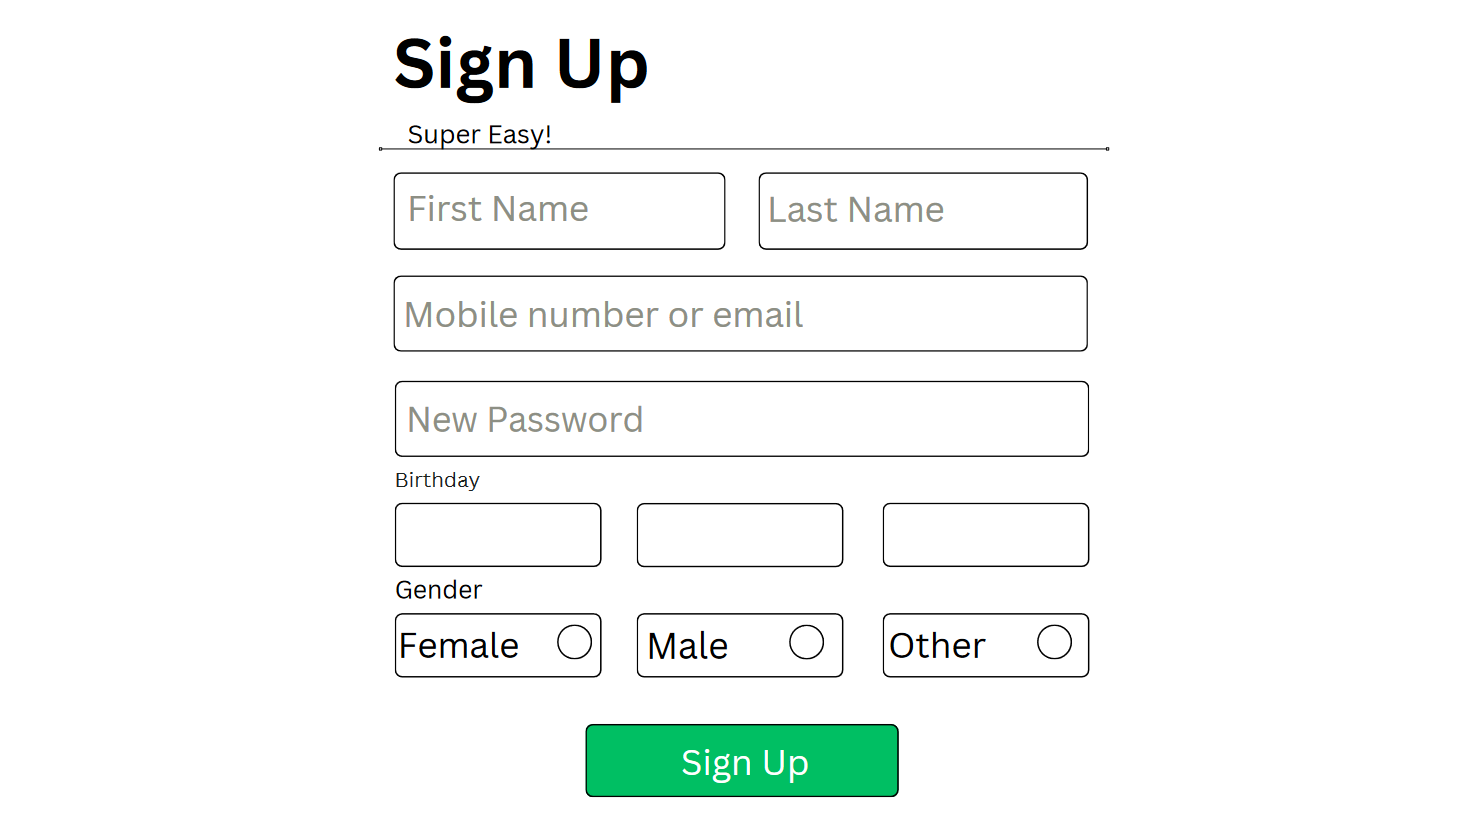 Sign Up
Super Easy!
First Name Last Name
Mobile number or email
New Password
Birthday
Gender
Female Male Other
Sign Up